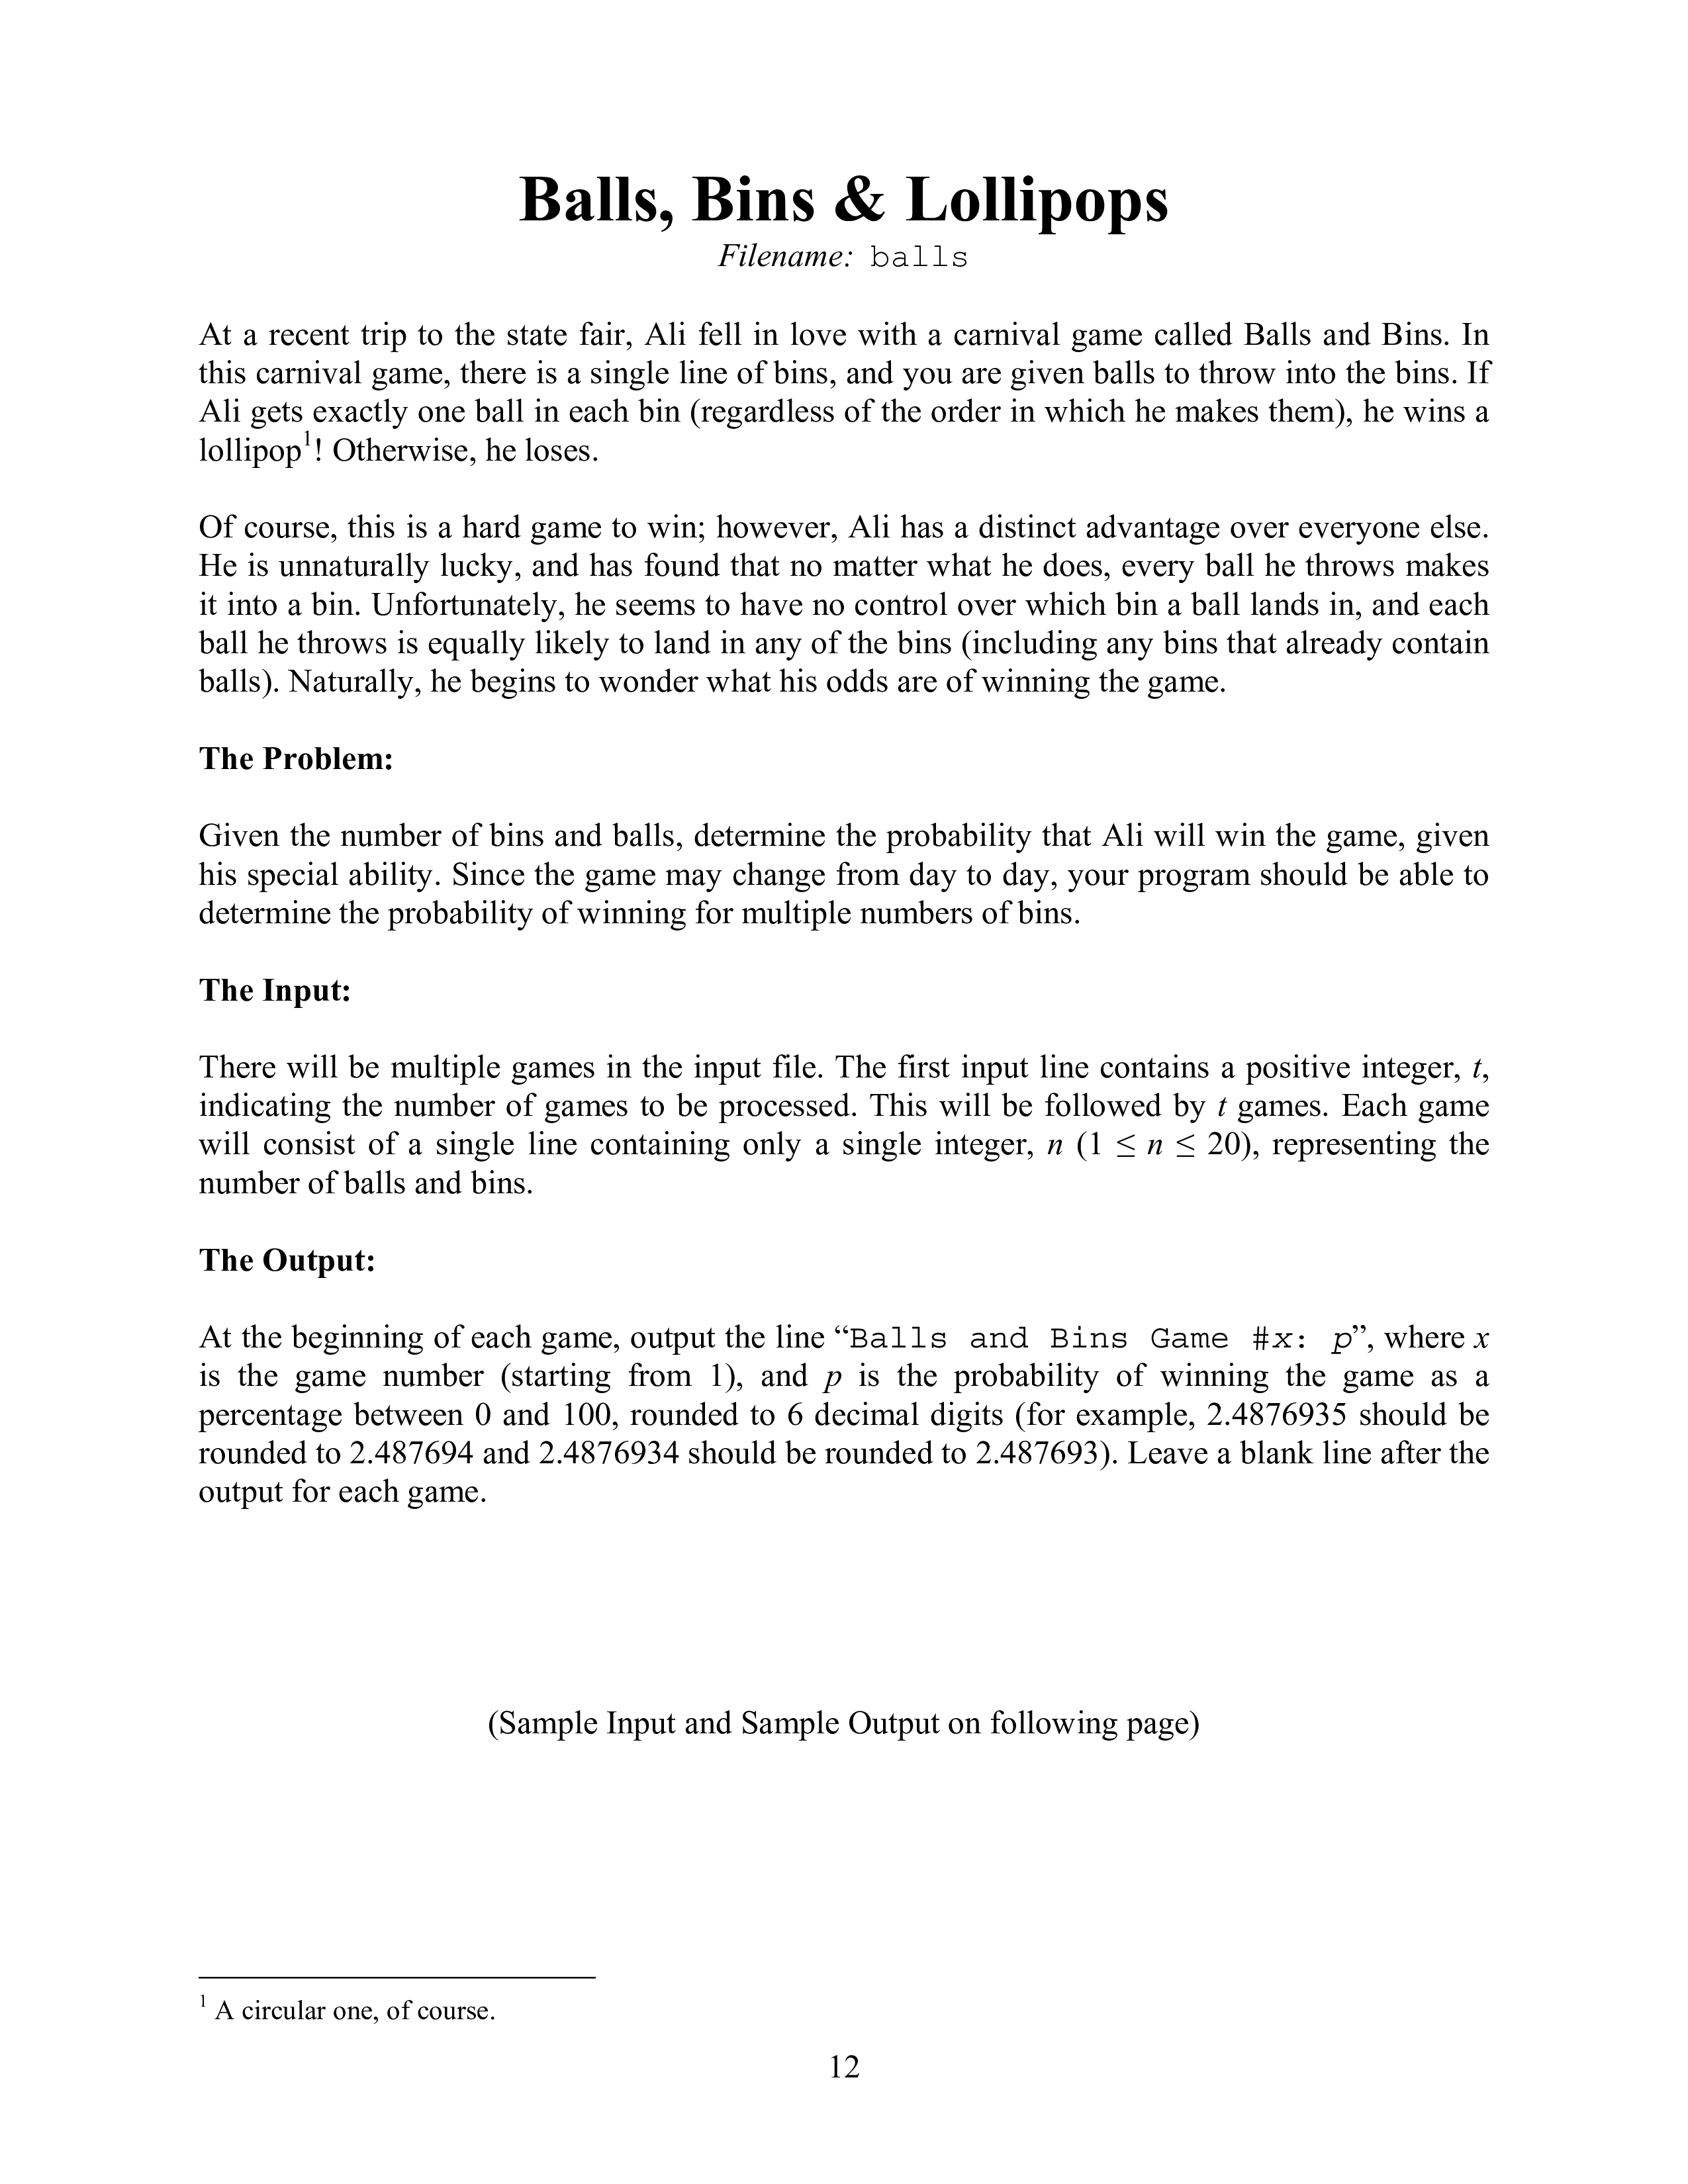 Balls, Bins & Lollipops
Filename: balls
At a recent trip to the state fair, Ali fell in love with a carnival game called Balls and Bins. In
this carnival game, there is a single line of bins, and you are given balls to throw into the bins. If
Ali gets exactly one ball in each bin (regardless of the order in which he makes them), he wins a
lollipop1! Otherwise, he loses.
Of course, this is a hard game to win; however, Ali has a distinct advantage over everyone else.
He is unnaturally lucky, and has found that no matter what he does, every ball he throws makes
it into a bin. Unfortunately, he seems to have no control over which bin a ball lands in, and each
ball he throws is equally likely to land in any of the bins (including any bins that already contain
balls). Naturally, he begins to wonder what his odds are of winning the game.
The Problem:
Given the number of bins and balls, determine the probability that Ali will win the game, given
his special ability. Since the game may change from day to day, your program should be able to
determine the probability of winning for multiple numbers of bins.
The Input:
There will be multiple games in the input file. The first input line contains a positive integer, t,
indicating the number of games to be processed. This will be followed by t games. Each game
will consist of a single line containing only a single integer, n (1 ≤ n ≤ 20), representing the
number of balls and bins.
The Output:
At the beginning of each game, output the line “Balls and Bins Game #x: p”, where x
is the game number (starting from 1), and p is the probability of winning the game as a
percentage between 0 and 100, rounded to 6 decimal digits (for example, 2.4876935 should be
rounded to 2.487694 and 2.4876934 should be rounded to 2.487693). Leave a blank line after the
output for each game.
(Sample Input and Sample Output on following page)
1 A circular one, of course.
12